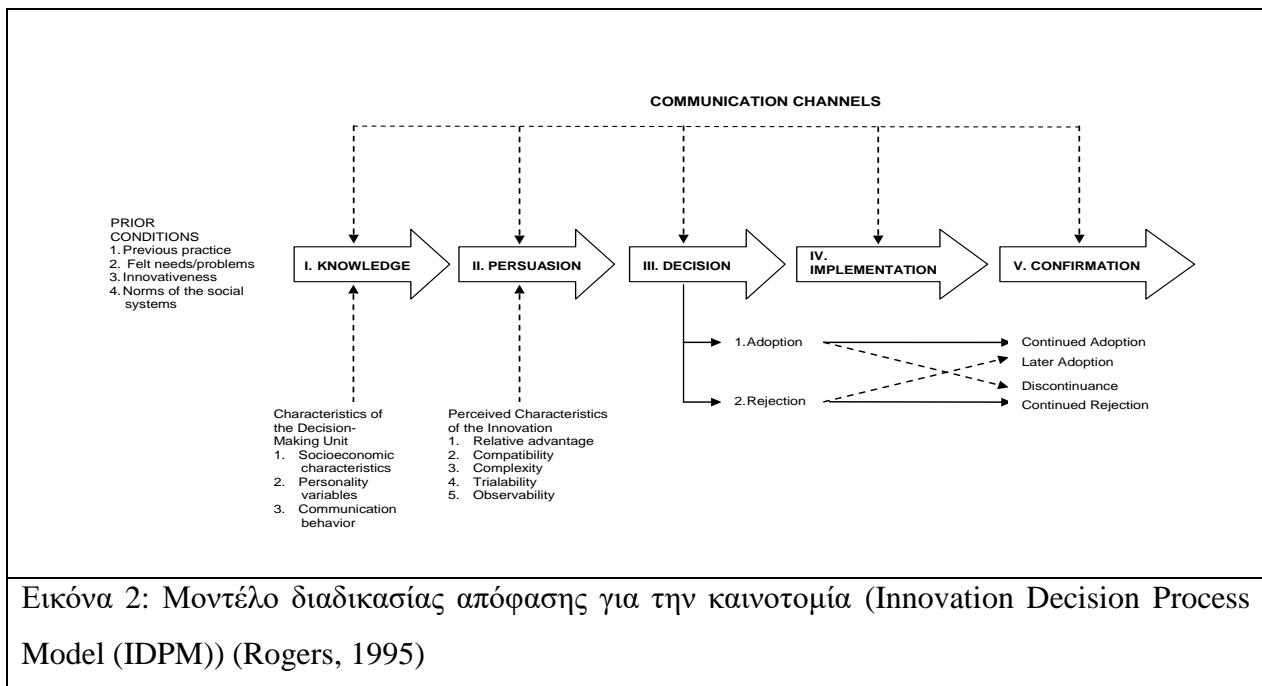 COMMUNICATION CHANNELS
PRIOR
CONDITIONS
1. Previous practice
2. Felt needs/problems
3. Innovativeness
4. Norms of the social
systems
I. KNOWLEDGE
II. PERSUASION
III. DECISION
IV.
IMPLEMENTATION
V. CONFIRMATION
1. Adoption
2. Rejection
Continued Adoption
Later Adoption
Discontinuance
Continued Rejection
Characteristics of
the Decision-
Making Unit
1. Socioeconomic
characteristics
2. Personality
variables
3. Communication
behavior
Perceived Characteristics
of the Innovation
1. Relative advantage
2. Compatibility
3. Complexity
4. Trialability
5. Observability
Εικόνα 2: Μοντέλο διαδικασίας απόφασης για την καινοτομία (Innovation Decision Process
Model (IDPM)) (Rogers, 1995)